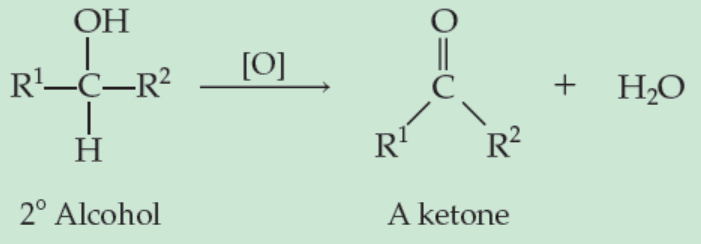 OH O
R¹—C—R² [O] C + H₂O
H R¹ R²
2° Alcohol A ketone